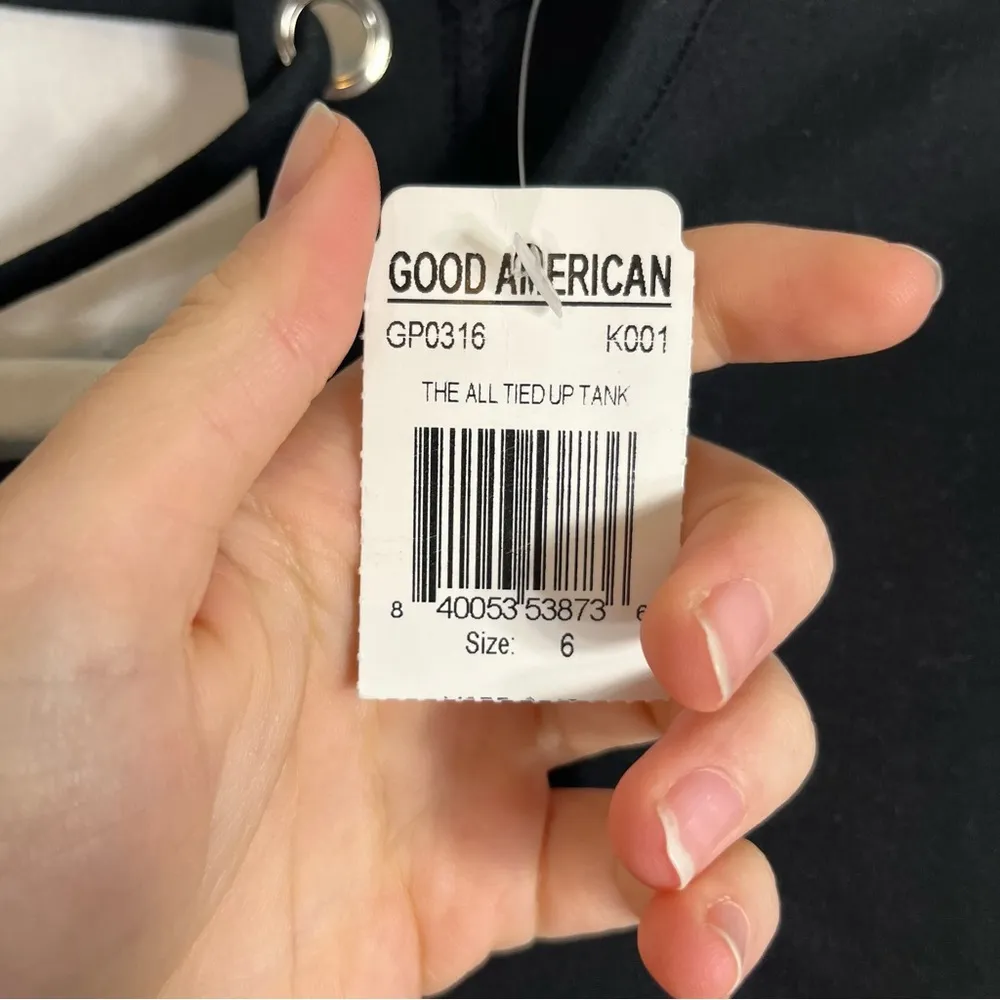 GOOD AMERICAN
GP0316 K001
THE ALL TIED UP TANK
8 40053 53873 6
Size: 6